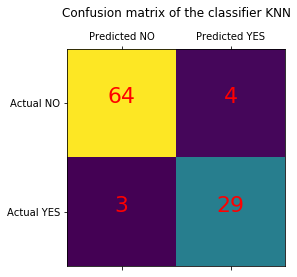 Confusion matrix of the classifier KNN
Predicted NO Predicted YES
Actual NO 64 4
Actual YES 3 29